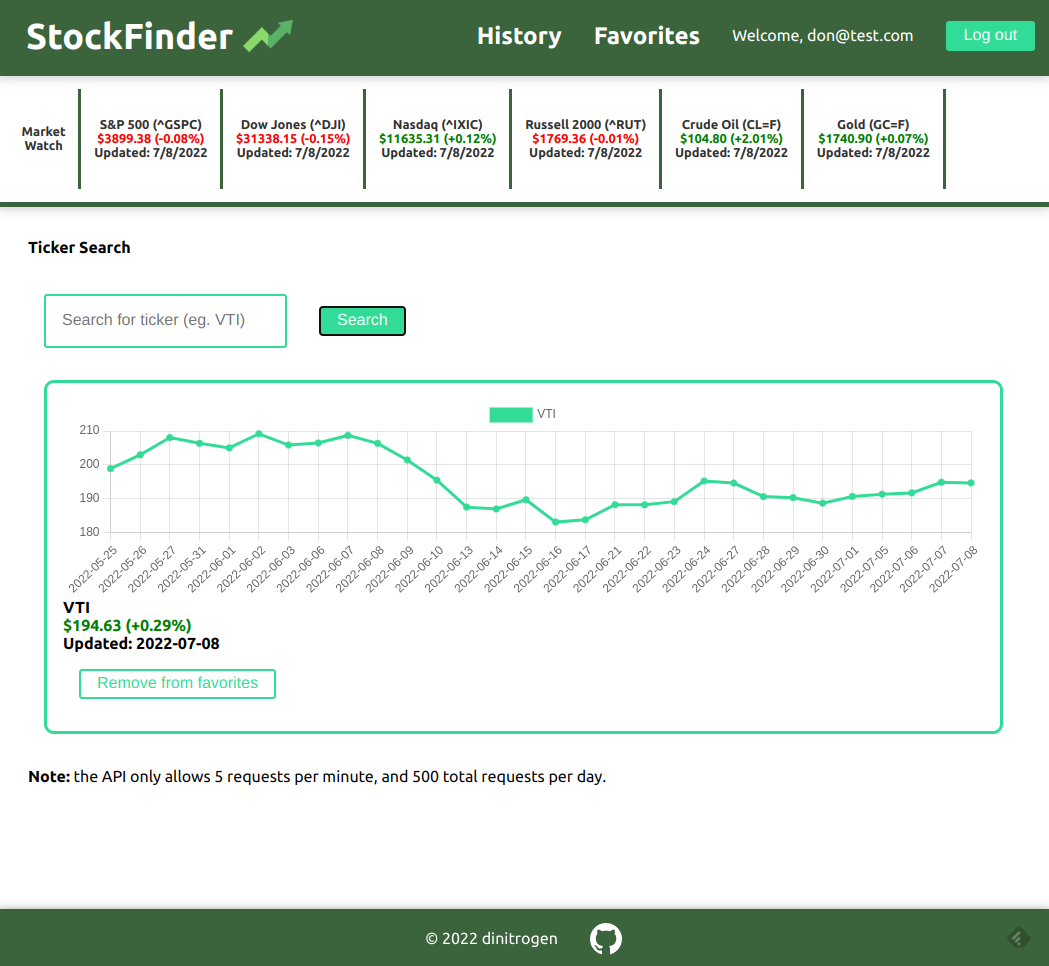 StockFinder
History Favorites Welcome, don@test.com Log out
Market
Watch
S&P 500 (^GSPC)
$3899.38 (-0.08%)
Updated: 7/8/2022
Dow Jones (^DJI)
$31338.15 (-0.15%)
Updated: 7/8/2022
Nasdaq (^IXIC)
$11635.31 (+0.12%)
Updated: 7/8/2022
Russell 2000 (^RUT)
$1769.36 (-0.01%)
Updated: 7/8/2022
Crude Oil (CL=F)
$104.80 (+2.01%)
Updated: 7/8/2022
Gold (GC=F)
$1740.90 (+0.07%)
Updated: 7/8/2022
Ticker Search
Search for ticker (eg. VTI)
Search
VTI
210
200
190
180
2022-05-25
2022-05-26
2022-05-27
2022-05-31
2022-06-01
2022-06-02
2022-06-03
2022-06-06
2022-06-07
2022-06-08
2022-06-09
2022-06-10
2022-06-13
2022-06-14
2022-06-15
2022-06-16
2022-06-17
2022-06-21
2022-06-22
2022-06-23
2022-06-24
2022-06-27
2022-06-28
2022-06-29
2022-06-30
2022-07-01
2022-07-05
2022-07-06
2022-07-07
2022-07-08
VTI
$194.63 (+0.29%)
Updated: 2022-07-08
Remove from favorites
Note: the API only allows 5 requests per minute, and 500 total requests per day.
© 2022 dinitrogen